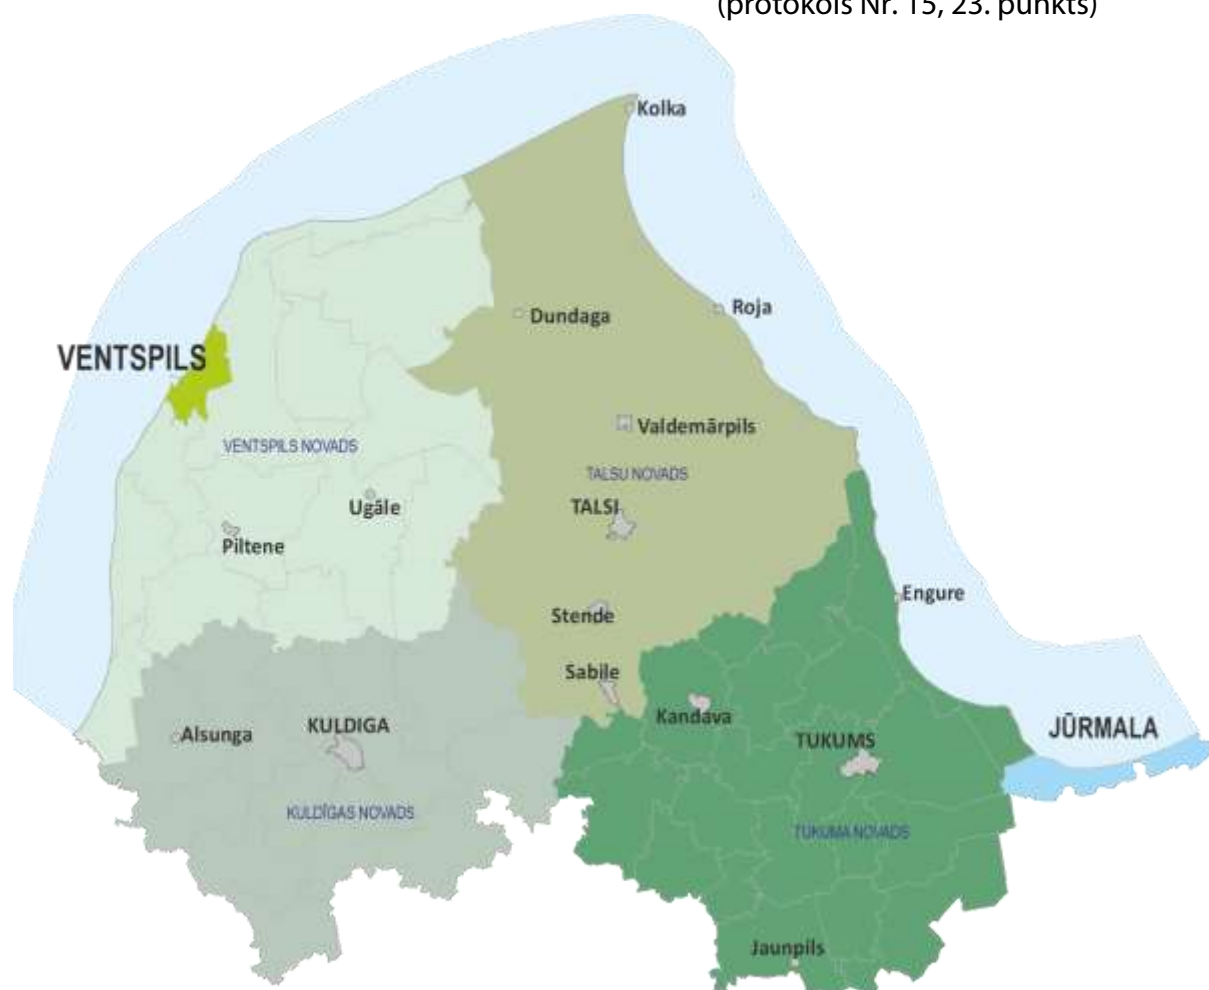 (protokols Nr. 15, 23. punkts)
Kolka
Roja
Dundaga
VENTSPILS
Valdemārpils
VENTSPILS NOVADS
TALSU NOVADS
Ugāle
TALSI
Piltene
Engure
Stende
Sabile
Kandava
Alsunga
KULDIGA
JŪRMALA
TUKUMS
KULDĪGAS NOVADS
TUKUMA NOVADS
Jaunpils